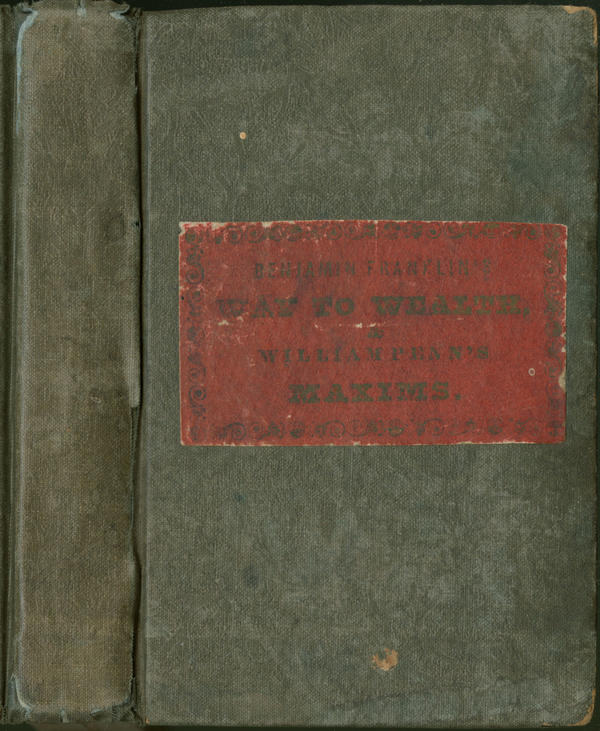 BENJAMIN FRANKLIN'S
WAY TO WEALTH,
&
WILLIAM PENN'S
MAXIMS.